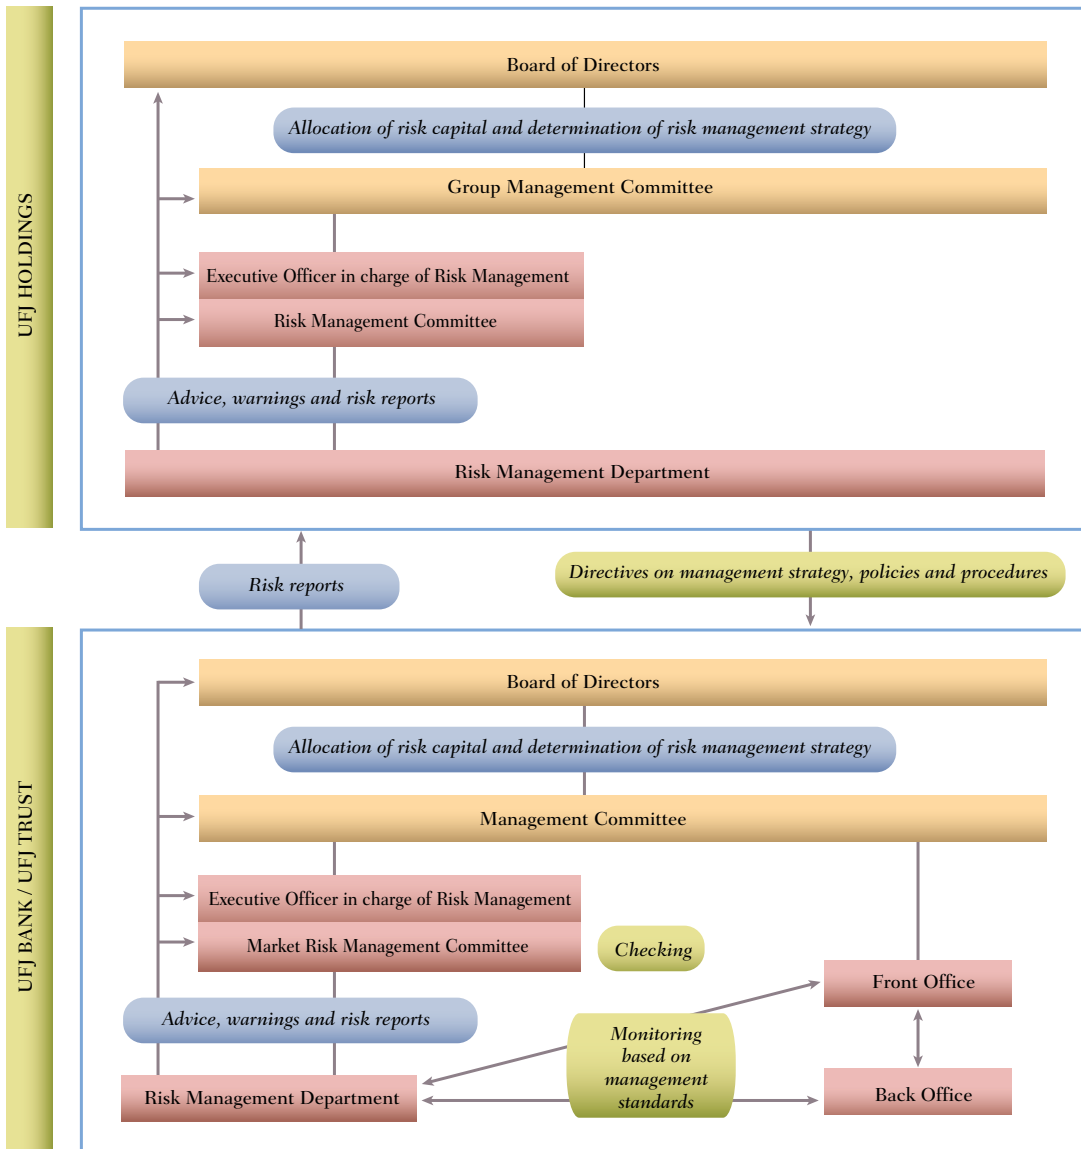 UFJ HOLDINGS
Board of Directors
Allocation of risk capital and determination of risk management strategy
Group Management Committee
Executive Officer in charge of Risk Management
Risk Management Committee
Advice, warnings and risk reports
Risk Management Department
Risk reports
Directives on management strategy, policies and procedures
UFJ BANK / UFJ TRUST
Board of Directors
Allocation of risk capital and determination of risk management strategy
Management Committee
Executive Officer in charge of Risk Management
Market Risk Management Committee
Checking
Front Office
Advice, warnings and risk reports
Monitoring
based on
management
standards
Risk Management Department
Back Office